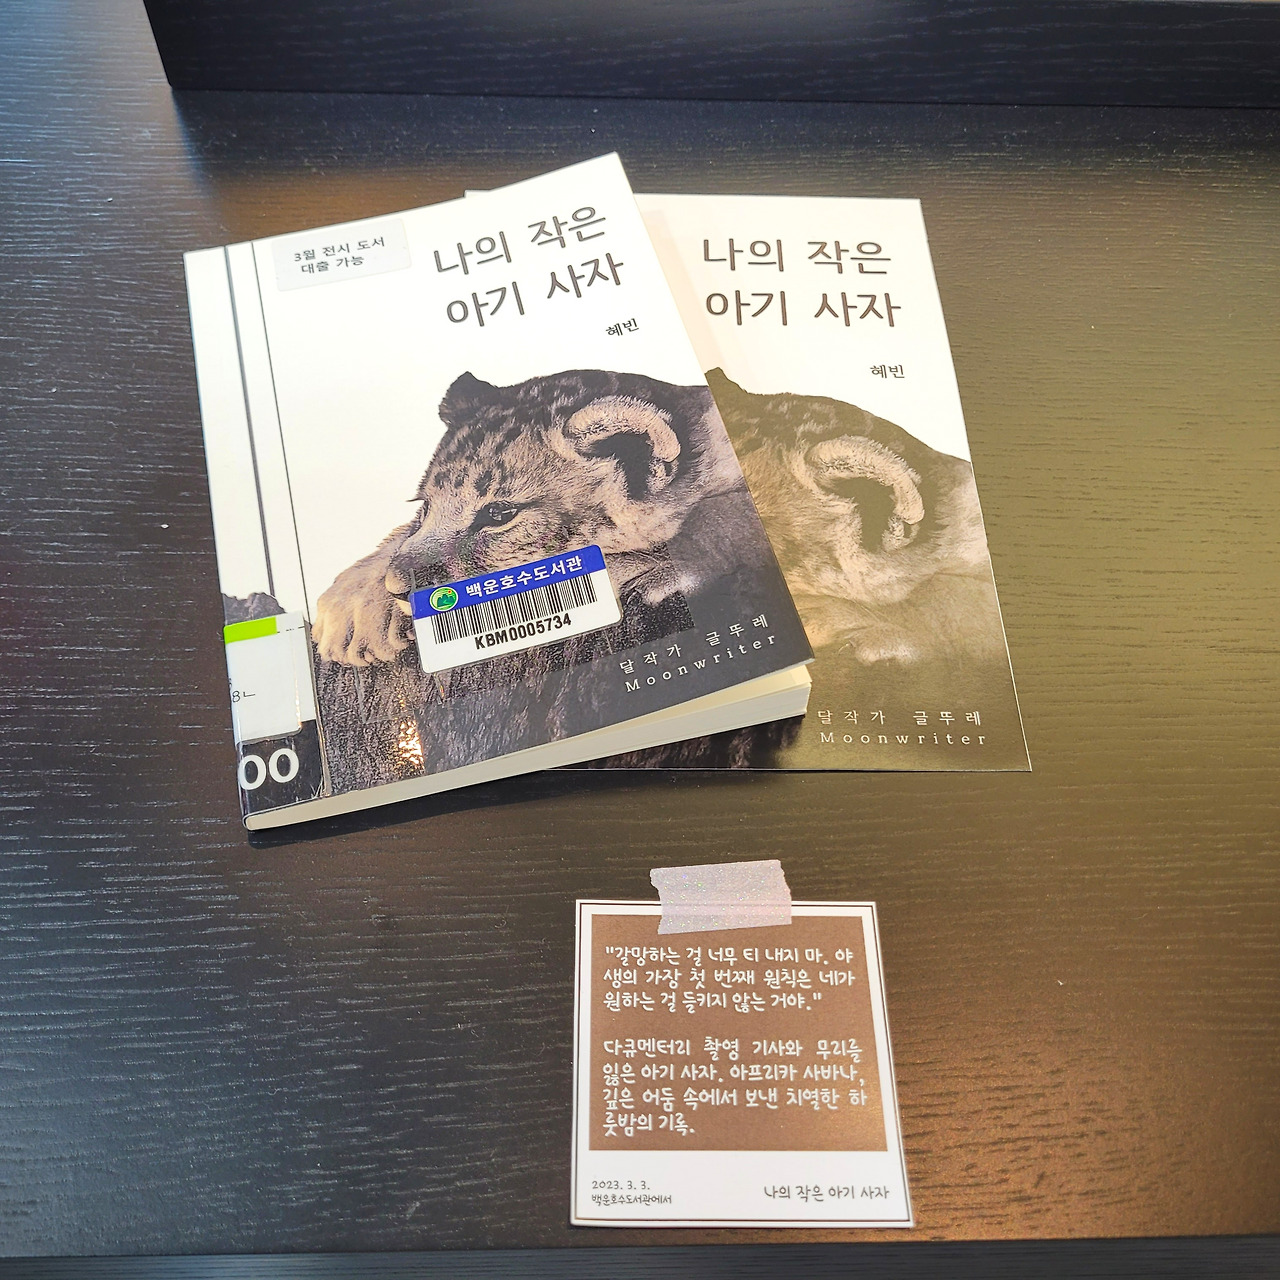 3월 전시 도서
대출 가능
나의 작은
아기 사자
혜빈
백운호수도서관
KBM0005734
달작가 글뚜레
Moonwriter
8ㄴ
00
나의 작은
아기 사자
혜빈
달작가 글뚜레
Moonwriter
"갈망하는 걸 너무 티 내지 마. 야
생의 가장 첫 번째 원칙은 네가
원하는 걸 들키지 않는 거야."
다큐멘터리 촬영 기사와 무리를
잃은 아기 사자. 아프리카 사바나,
깊은 어둠 속에서 보낸 치열한 하
룻밤의 기록.
2023. 3. 3.
백운호수도서관에서
나의 작은 아기 사자